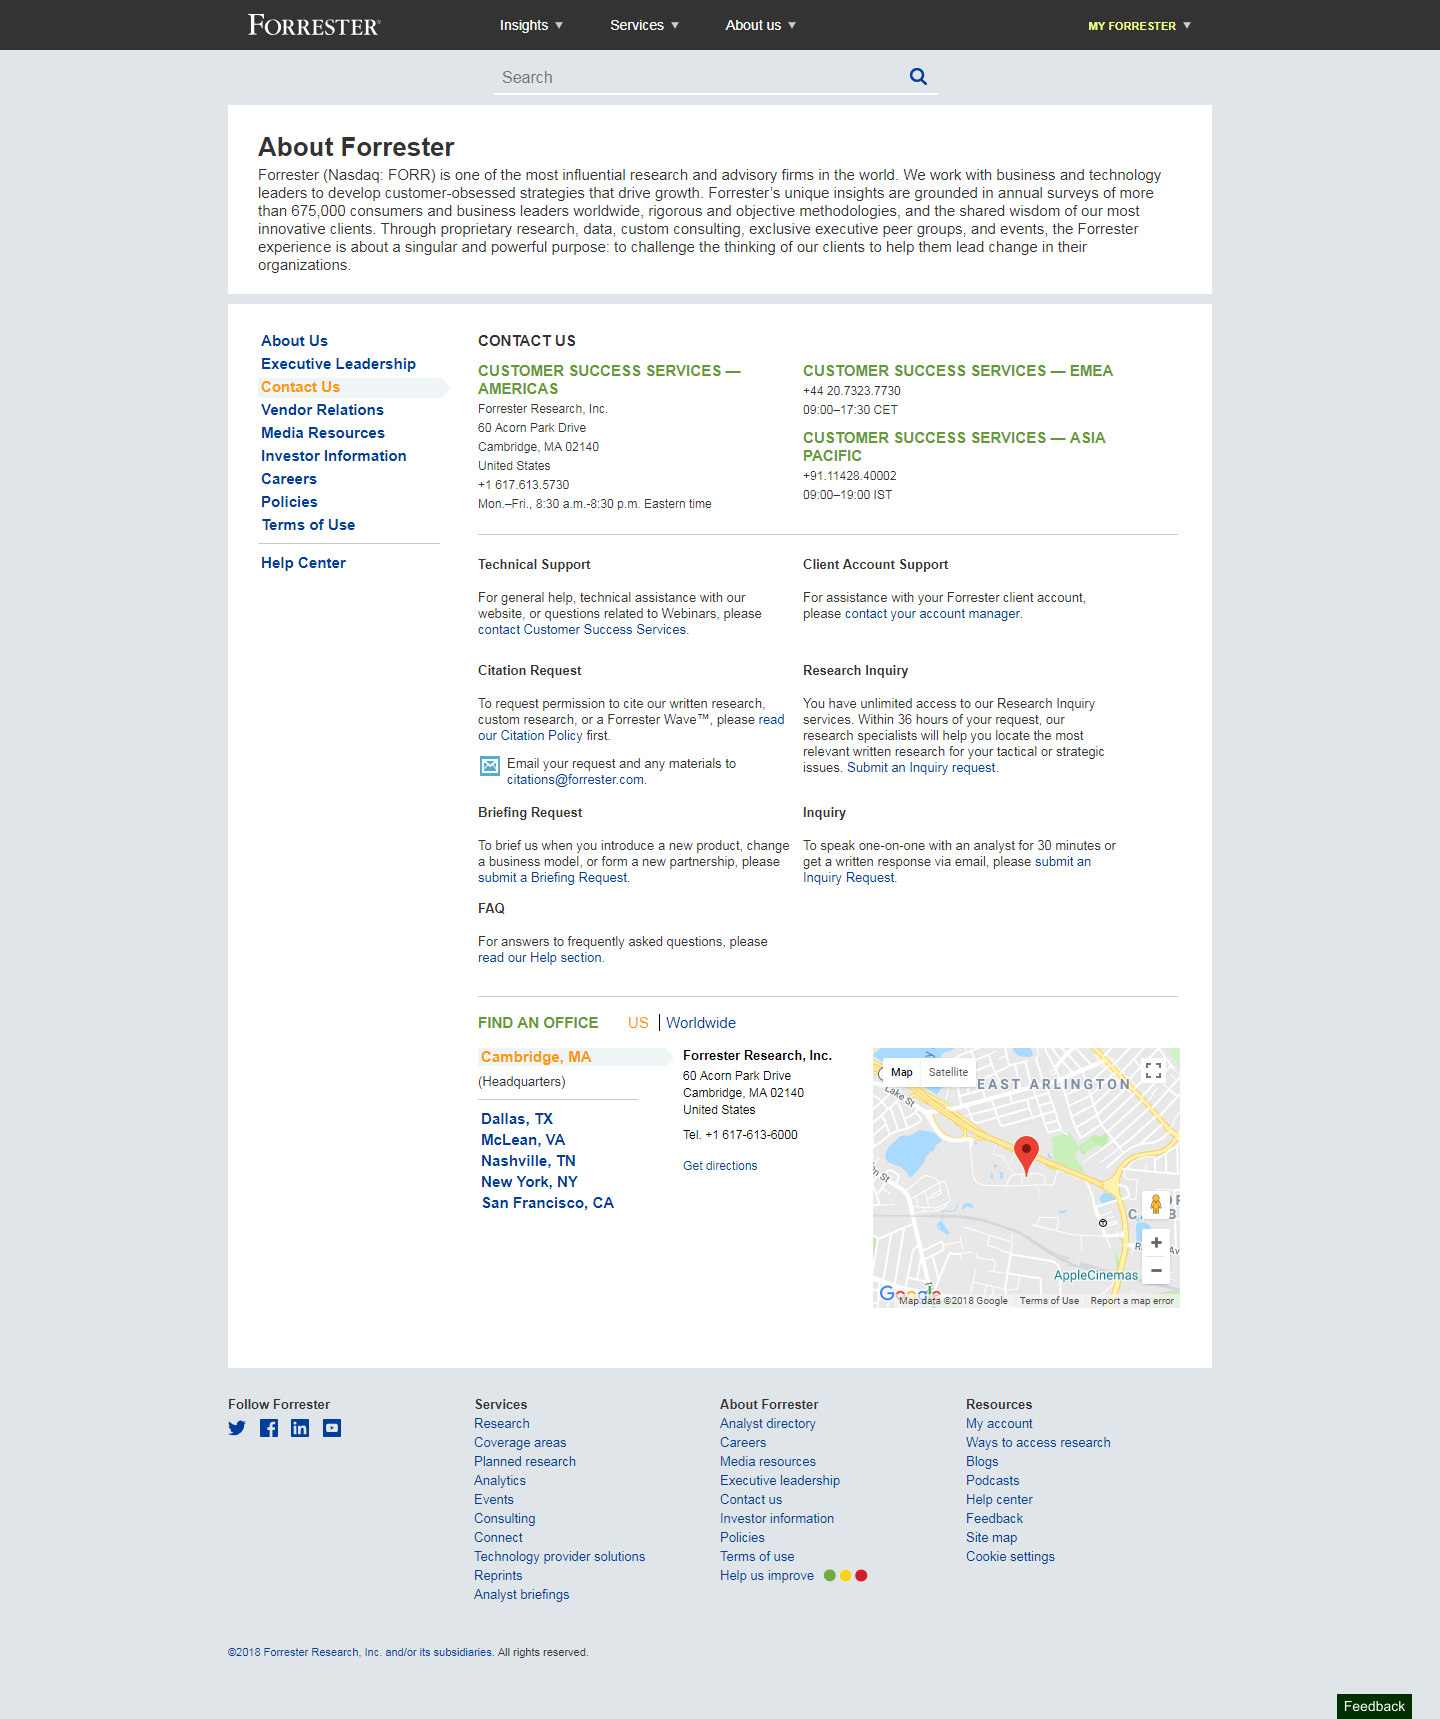 FORRESTER
Insights
Services
About us
MY FORRESTER
Search
About Forrester
Forrester (Nasdaq: FORR) is one of the most influential research and advisory firms in the world. We work with business and technology
leaders to develop customer-obsessed strategies that drive growth. Forrester's unique insights are grounded in annual surveys of more
than 675,000 consumers and business leaders worldwide, rigorous and objective methodologies, and the shared wisdom of our most
innovative clients. Through proprietary research, data, custom consulting, exclusive executive peer groups, and events, the Forrester
experience is about a singular and powerful purpose: to challenge the thinking of our clients to help them lead change in their
organizations.
About Us
Executive Leadership
Contact Us
Vendor Relations
Media Resources
Investor Information
Careers
Policies
Terms of Use
Help Center
CONTACT US
CUSTOMER SUCCESS SERVICES —
AMERICAS
Forrester Research, Inc.
60 Acorn Park Drive
Cambridge, MA 02140
United States
+1 617.613.5730
Mon.–Fri., 8:30 a.m.-8:30 p.m. Eastern time
CUSTOMER SUCCESS SERVICES — EMEA
+44 20.7323.7730
09:00–17:30 CET
CUSTOMER SUCCESS SERVICES — ASIA
PACIFIC
+91.11428.40002
09:00–19:00 IST
Technical Support
For general help, technical assistance with our
website, or questions related to Webinars, please
contact Customer Success Services.
Client Account Support
For assistance with your Forrester client account,
please contact your account manager.
Citation Request
To request permission to cite our written research,
custom research, or a Forrester Wave™, please read
our Citation Policy first.
Email your request and any materials to
citations@forrester.com.
Research Inquiry
You have unlimited access to our Research Inquiry
services. Within 36 hours of your request, our
research specialists will help you locate the most
relevant written research for your tactical or strategic
issues. Submit an Inquiry request.
Briefing Request
To brief us when you introduce a new product, change
a business model, or form a new partnership, please
submit a Briefing Request.
Inquiry
To speak one-on-one with an analyst for 30 minutes or
get a written response via email, please submit an
Inquiry Request.
FAQ
For answers to frequently asked questions, please
read our Help section.
FIND AN OFFICE
US
Worldwide
Cambridge, MA
(Headquarters)
Dallas, TX
McLean, VA
Nashville, TN
New York, NY
San Francisco, CA
Forrester Research, Inc.
60 Acorn Park Drive
Cambridge, MA 02140
United States
Tel. +1 617-613-6000
Get directions
Map
Satellite
EAST ARLINGTON
Lake St
AppleCinemas
Google
Map data ©2018 Google
Terms of Use
Report a map error
Follow Forrester
Services
Research
Coverage areas
Planned research
Analytics
Events
Consulting
Connect
Technology provider solutions
Reprints
Analyst briefings
About Forrester
Analyst directory
Careers
Media resources
Executive leadership
Contact us
Investor information
Policies
Terms of use
Help us improve
Resources
My account
Ways to access research
Blogs
Podcasts
Help center
Feedback
Site map
Cookie settings
©2018 Forrester Research, Inc. and/or its subsidiaries. All rights reserved.
Feedback